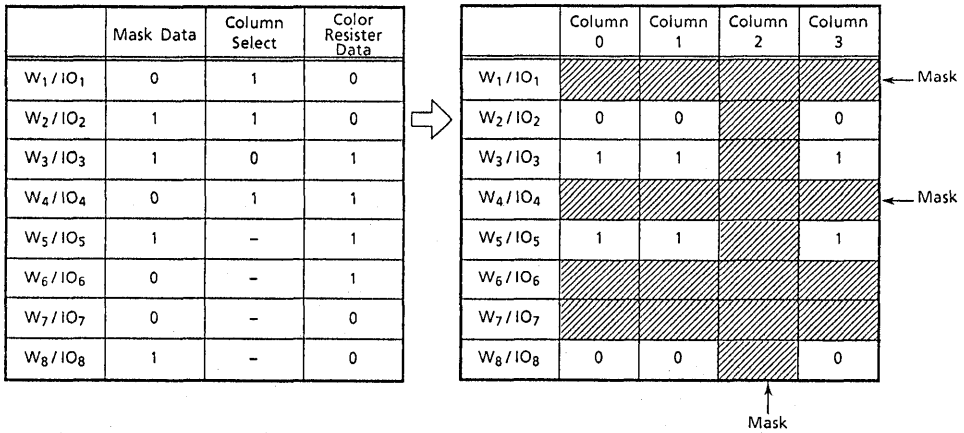 Mask Data Column Select Color Resister Data
W1/IO1 0 1 0
W2/IO2 1 1 0
W3/IO3 1 0 1
W4/IO4 0 1 1
W5/IO5 1 – 1
W6/IO6 0 – 1
W7/IO7 0 – 0
W8/IO8 1 – 0
Column 0 Column 1 Column 2 Column 3
W1/IO1 Mask
W2/IO2 0 0 0
W3/IO3 1 1 1
W4/IO4 Mask
W5/IO5 1 1 1
W6/IO6
W7/IO7
W8/IO8 0 0 0
Mask